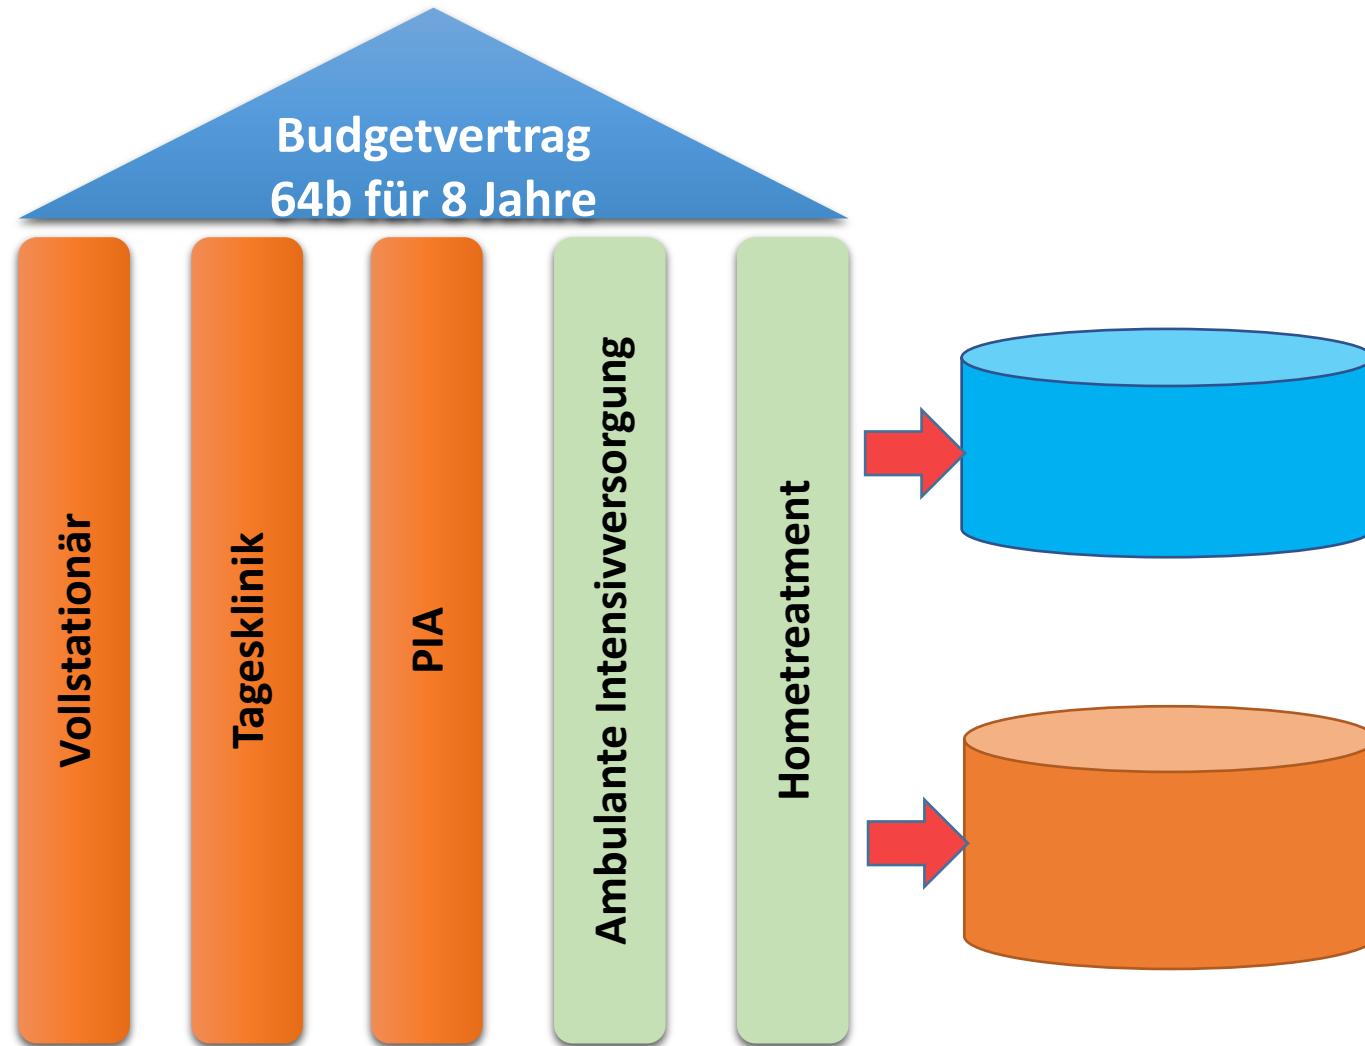 Budgetvertrag
64b für 8 Jahre
Vollstationär
Tagesklinik
PIA
Ambulante Intensivversorgung
Hometreatment